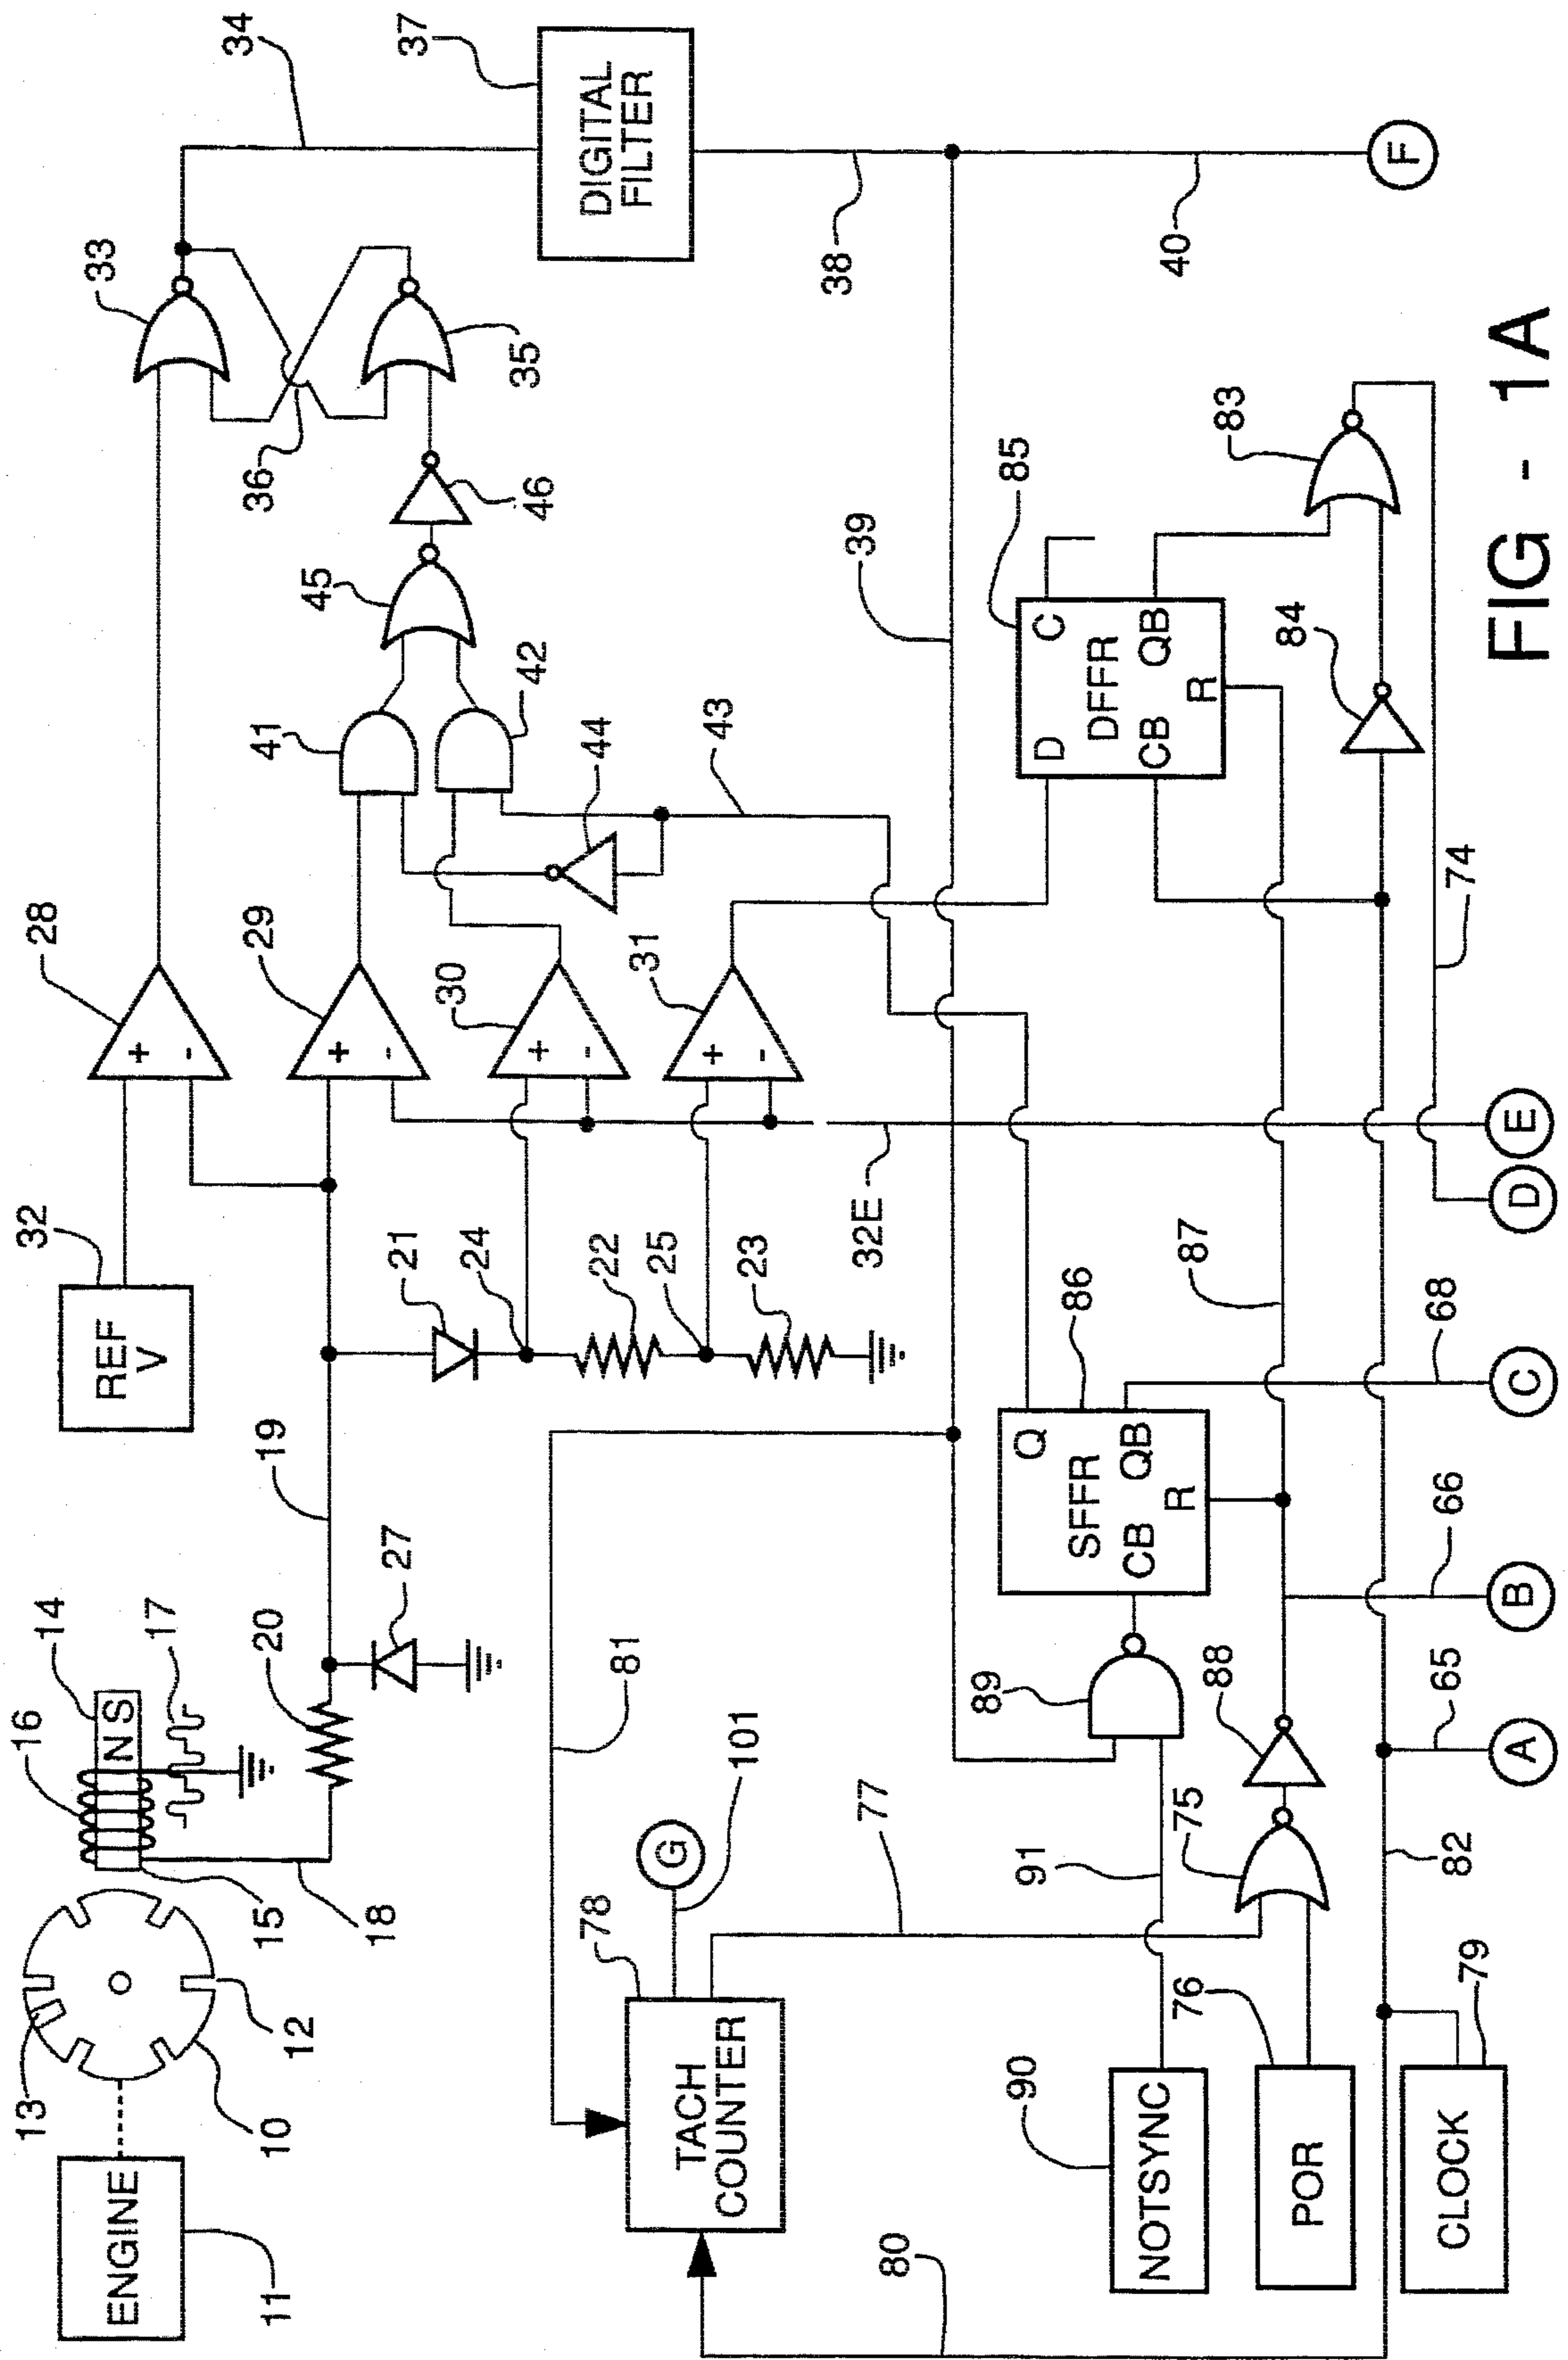 ENGINE
11
10
12
13
N S
14
15
16
17
18
20
27
19
REF
V
32
28
+
-
29
+
-
30
+
-
31
+
-
21
24
22
25
23
32E
33
34
35
36
37
DIGITAL
FILTER
38
39
40
F
41
42
43
44
45
46
81
G
101
78
TACH
COUNTER
77
80
NOTSYNC
90
91
89
SFFR
Q
QB
CB
R
86
DFFR
D
C
CB
QB
R
85
83
84
87
88
75
POR
76
CLOCK
79
82
74
65
66
68
A
B
C
D
E
FIG - 1A